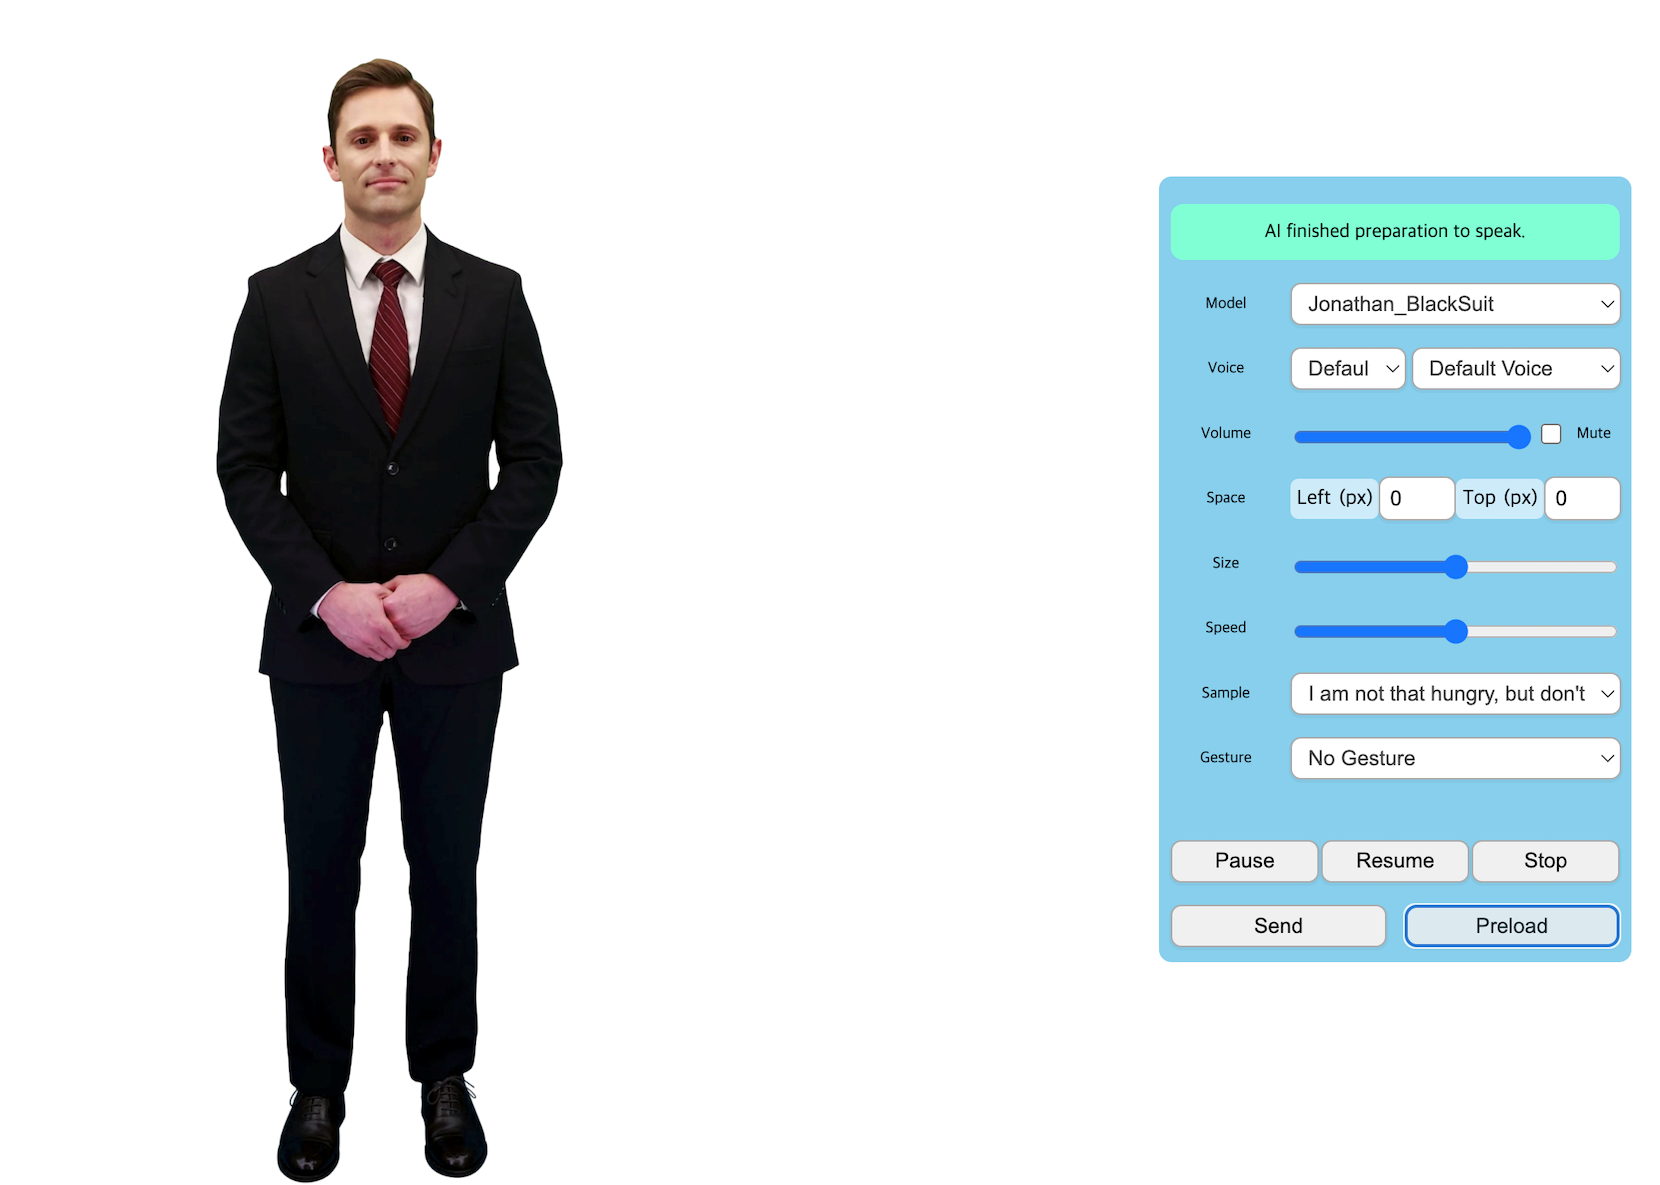 AI finished preparation to speak.
Model Jonathan_BlackSuit
Voice Defaul Default Voice
Volume Mute
Space Left (px) 0 Top (px) 0
Size
Speed
Sample I am not that hungry, but don't
Gesture No Gesture
Pause Resume Stop
Send Preload